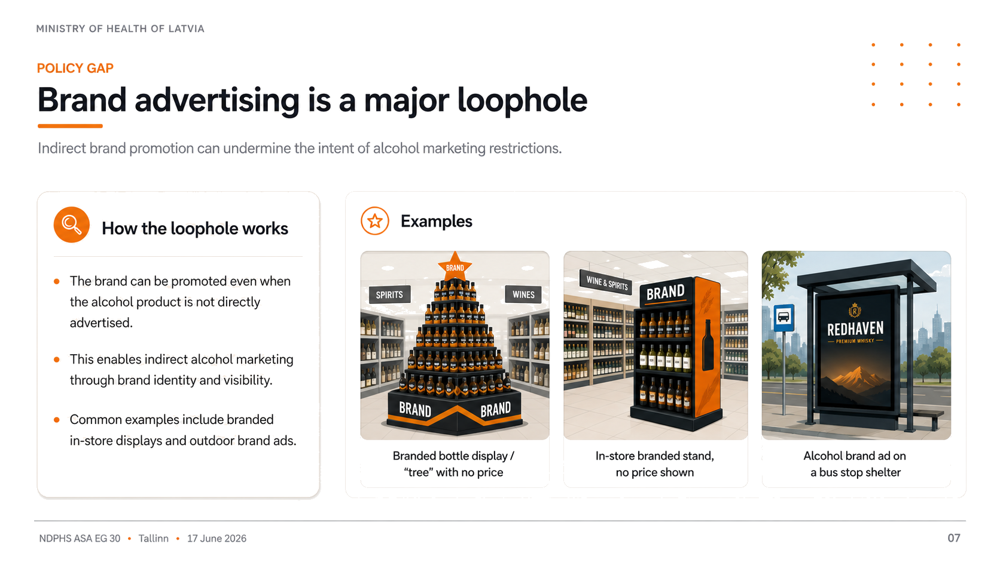 MINISTRY OF HEALTH OF LATVIA
POLICY GAP
Brand advertising is a major loophole
Indirect brand promotion can undermine the intent of alcohol marketing restrictions.
How the loophole works
• The brand can be promoted even when
the alcohol product is not directly
advertised.
• This enables indirect alcohol marketing
through brand identity and visibility.
• Common examples include branded
in-store displays and outdoor brand ads.
Examples
BRAND
SPIRITS
WINES
BRAND
BRAND
Branded bottle display /
“tree” with no price
WINE & SPIRITS
BRAND
In-store branded stand,
no price shown
R
REDHAVEN
PREMIUM WHISKY
Alcohol brand ad on
a bus stop shelter
NDPHS ASA EG 30 • Tallinn • 17 June 2026
07